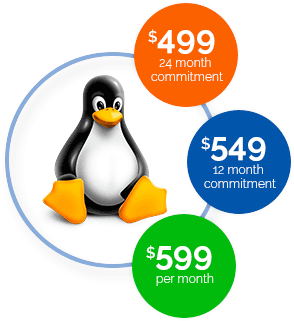 $499
24 month
commitment
$549
12 month
commitment
$599
per month